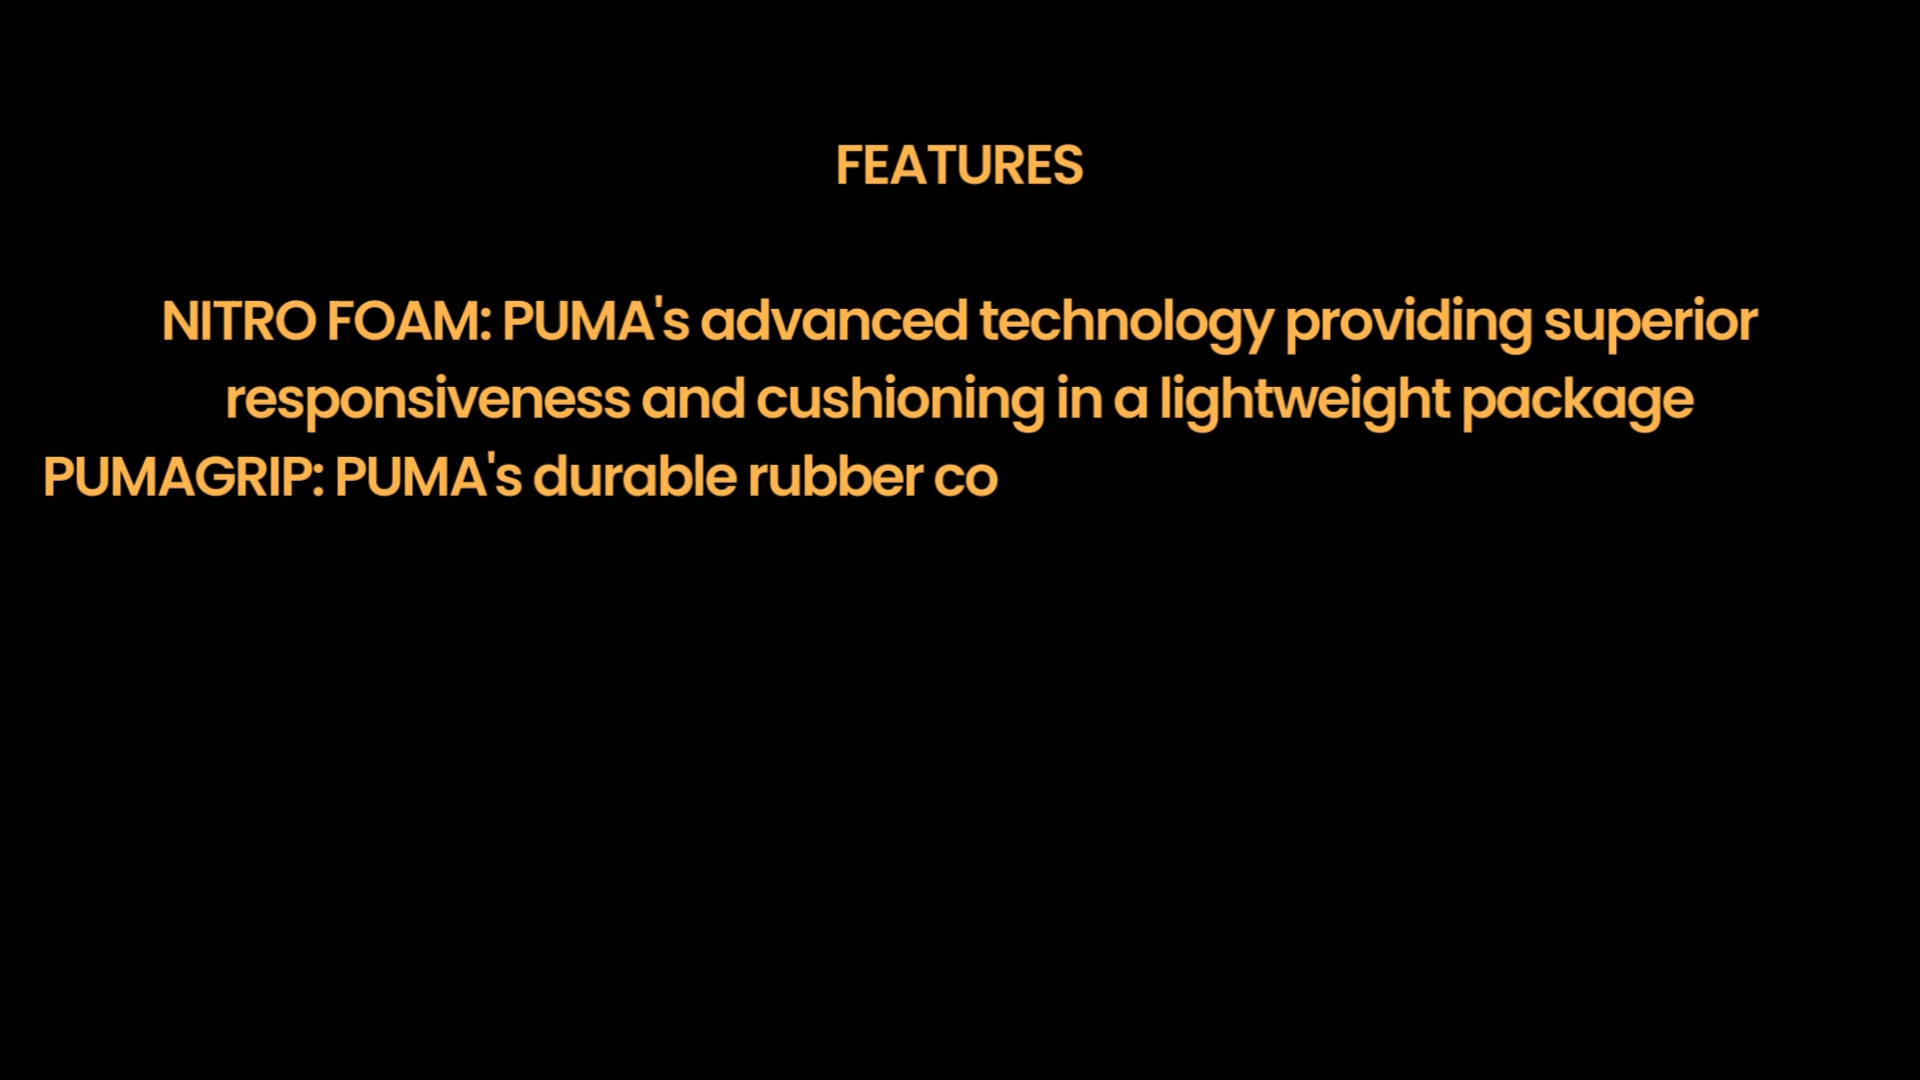 FEATURES
NITRO FOAM: PUMA's advanced technology providing superior
responsiveness and cushioning in a lightweight package
PUMAGRIP: PUMA's durable rubber co